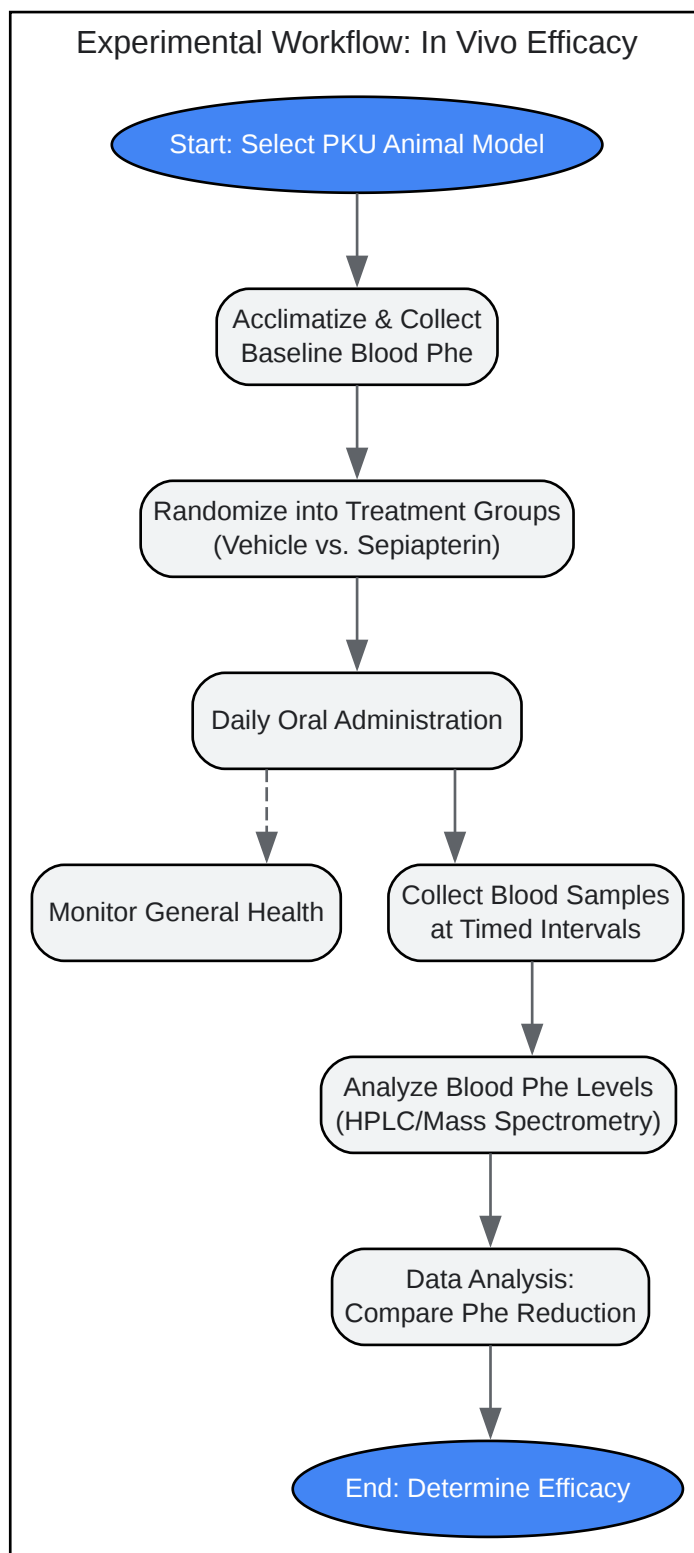 Experimental Workflow: In Vivo Efficacy
Start: Select PKU Animal Model
Acclimatize & Collect
Baseline Blood Phe
Randomize into Treatment Groups
(Vehicle vs. Sepiapterin)
Daily Oral Administration
Monitor General Health
Collect Blood Samples
at Timed Intervals
Analyze Blood Phe Levels
(HPLC/Mass Spectrometry)
Data Analysis:
Compare Phe Reduction
End: Determine Efficacy